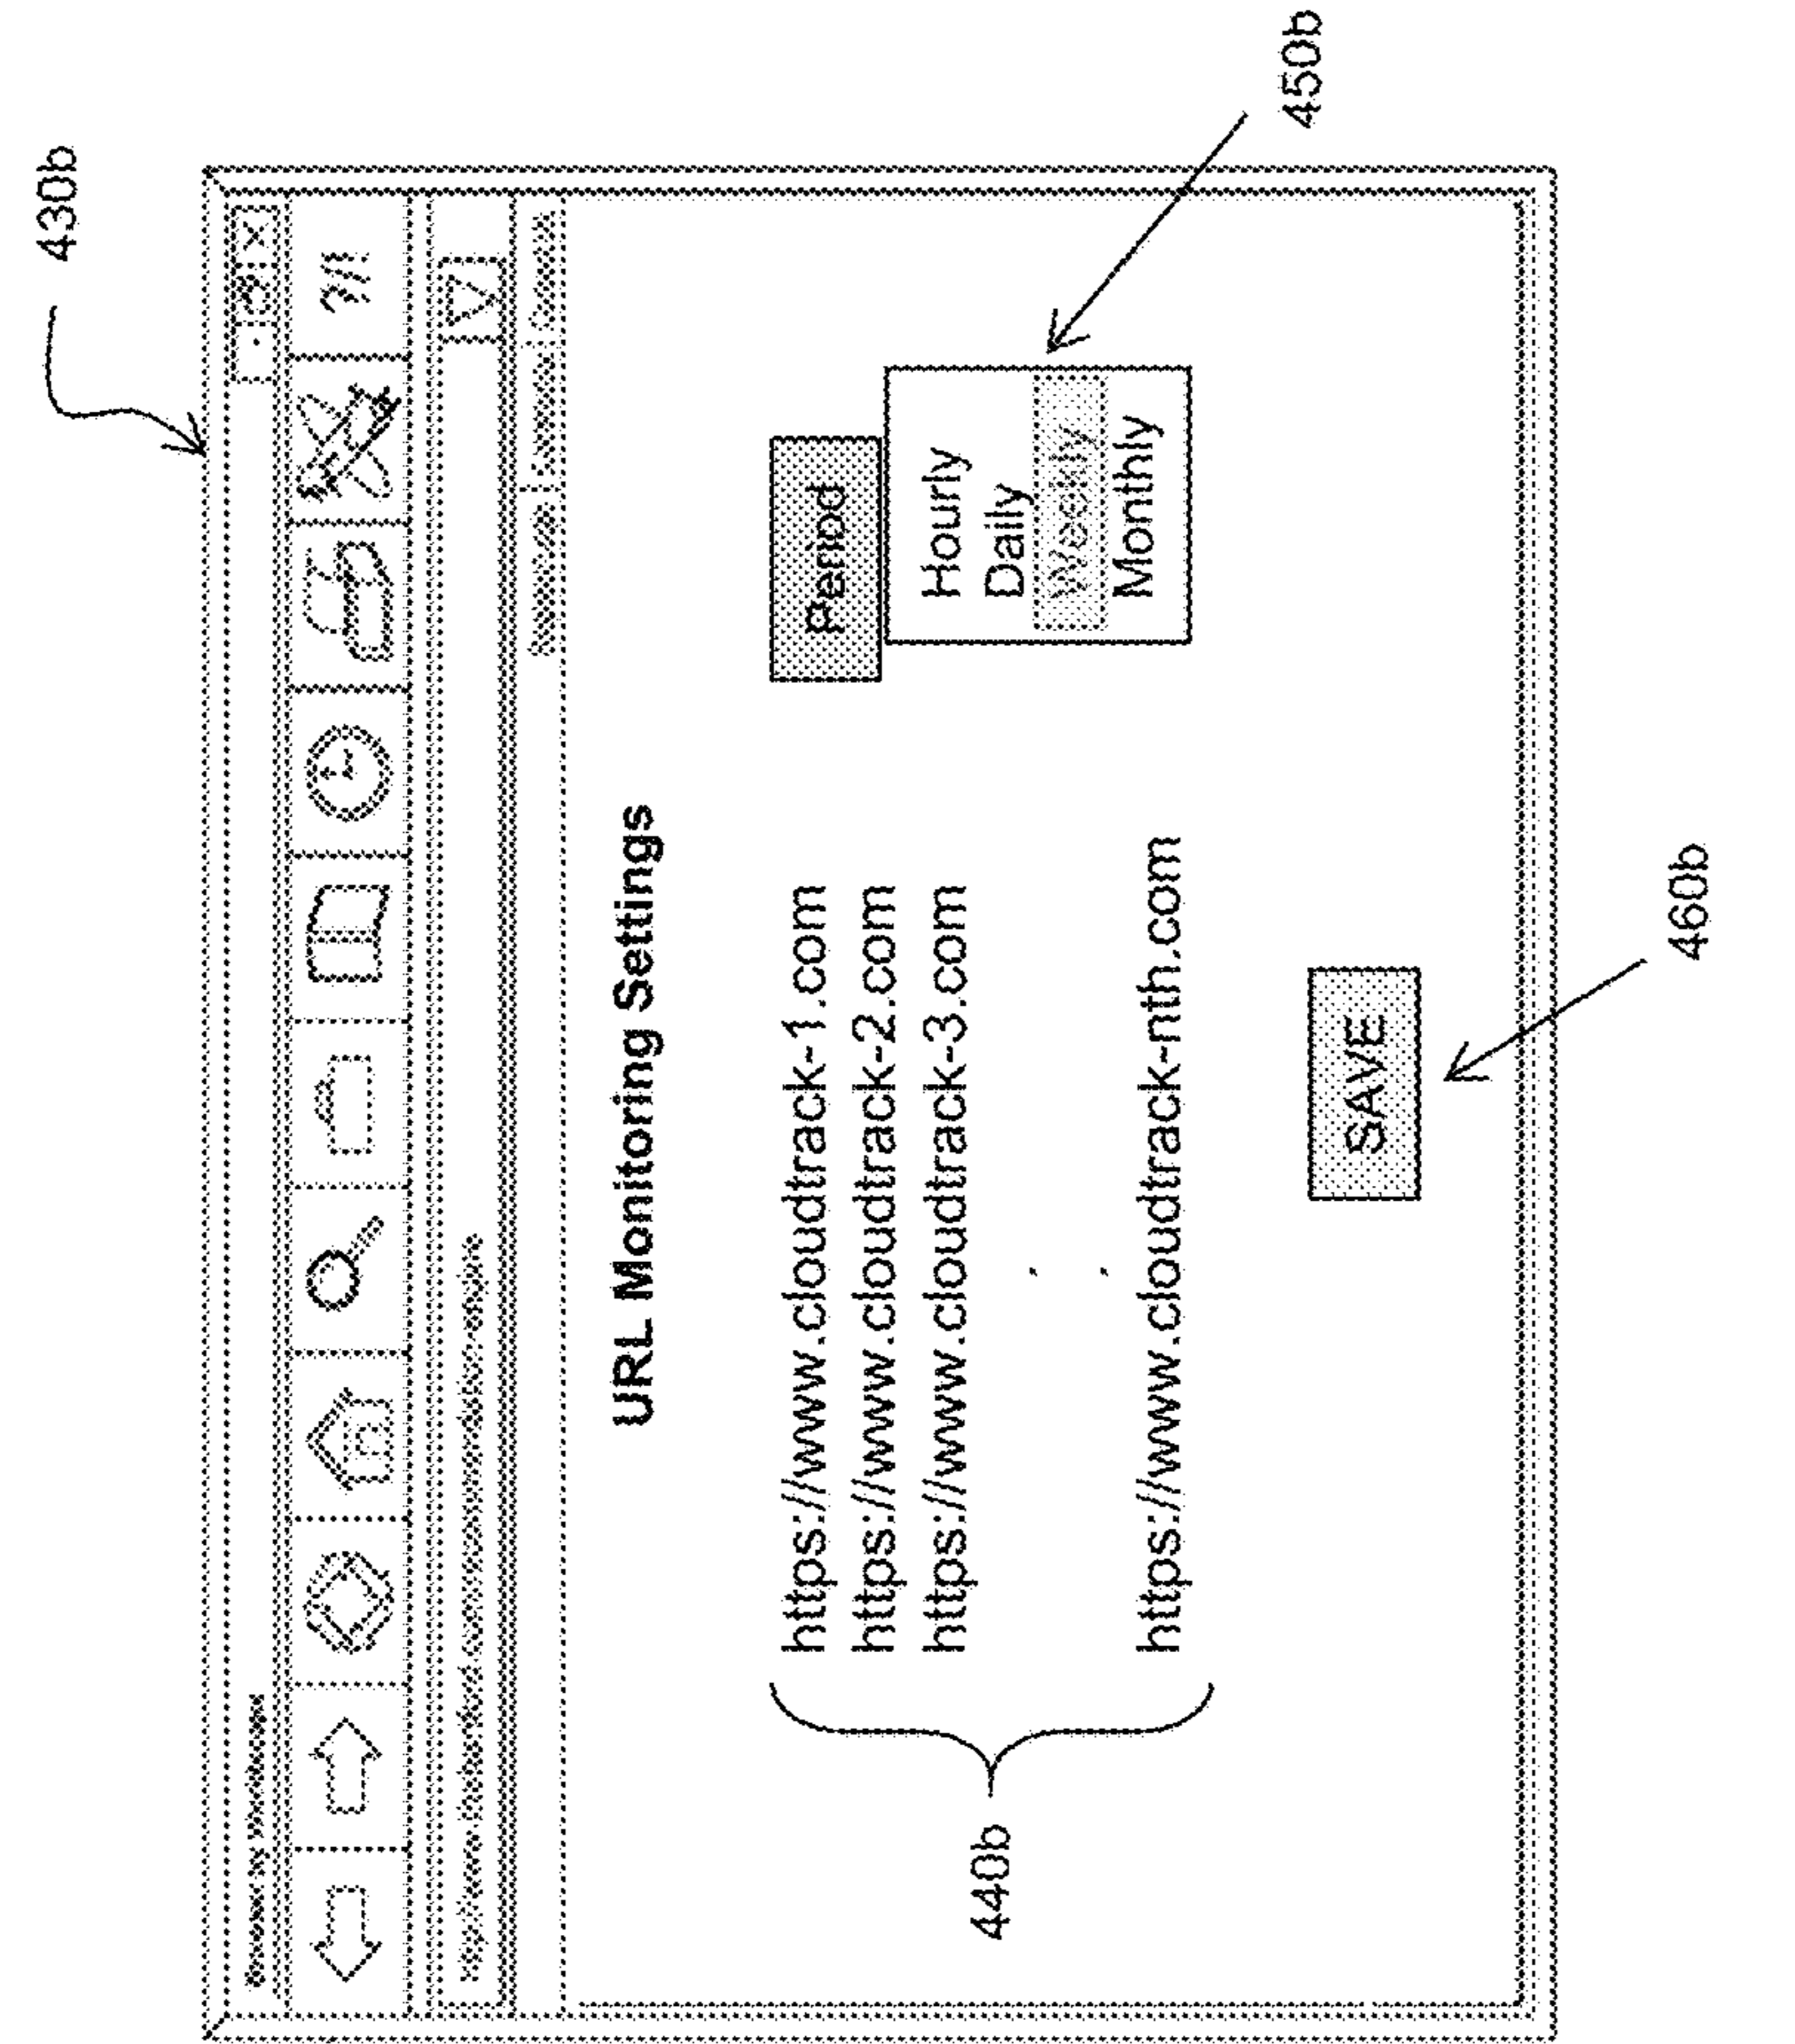 430b
?/!
URL Monitoring Settings
https://www.cloudtrack-1.com
https://www.cloudtrack-2.com
https://www.cloudtrack-3.com
.
.
https://www.cloudtrack-nth.com
440b
Period
Hourly
Daily
Weekly
Monthly
450b
SAVE
460b